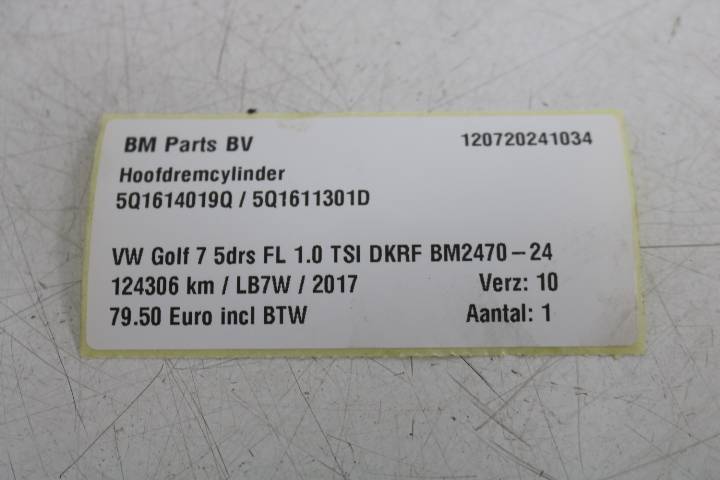 BM Parts BV 120720241034
Hoofdremcylinder
5Q1614019Q / 5Q1611301D
VW Golf 7 5drs FL 1.0 TSI DKRF BM2470-24
124306 km / LB7W / 2017 Verz: 10
79.50 Euro incl BTW Aantal: 1